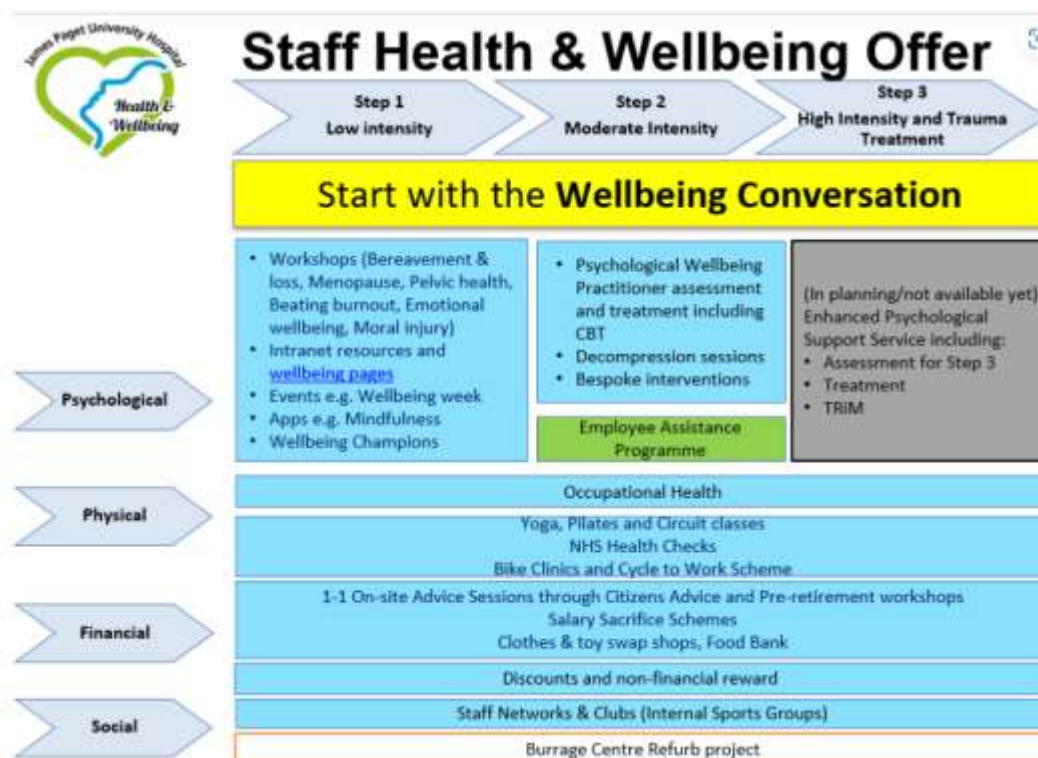 James Paget University Hospital
Health &
Wellbeing
Staff Health & Wellbeing Offer
Step 1
Low intensity
Step 2
Moderate Intensity
Step 3
High Intensity and Trauma
Treatment
Start with the Wellbeing Conversation
Psychological
• Workshops (Bereavement &
loss, Menopause, Pelvic health,
Beating burnout, Emotional
wellbeing, Moral injury)
• Intranet resources and
wellbeing pages
• Events e.g. Wellbeing week
• Apps e.g. Mindfulness
• Wellbeing Champions
• Psychological Wellbeing
Practitioner assessment
and treatment including
CBT
• Decompression sessions
• Bespoke interventions
Employee Assistance
Programme
(In planning/not available yet)
Enhanced Psychological
Support Service including:
• Assessment for Step 3
• Treatment
• TRiM
Physical
Occupational Health
Yoga, Pilates and Circuit classes
NHS Health Checks
Bike Clinics and Cycle to Work Scheme
Financial
1-1 On-site Advice Sessions through Citizens Advice and Pre-retirement workshops
Salary Sacrifice Schemes
Clothes & toy swap shops, Food Bank
Discounts and non-financial reward
Social
Staff Networks & Clubs (Internal Sports Groups)
Burrage Centre Refurb project